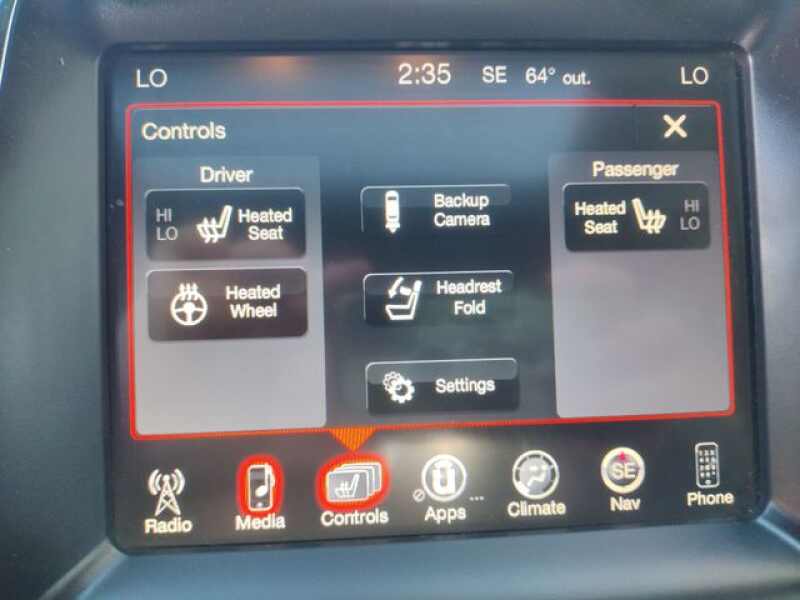 LO 2:35 SE 64° out. LO
Controls X
Driver
HI
LO
Heated
Seat
Heated
Wheel
Backup
Camera
Headrest
Fold
Settings
Passenger
Heated
Seat
HI
LO
Radio
Media
Controls
ü
Apps
...
Climate
SE
Nav
Phone